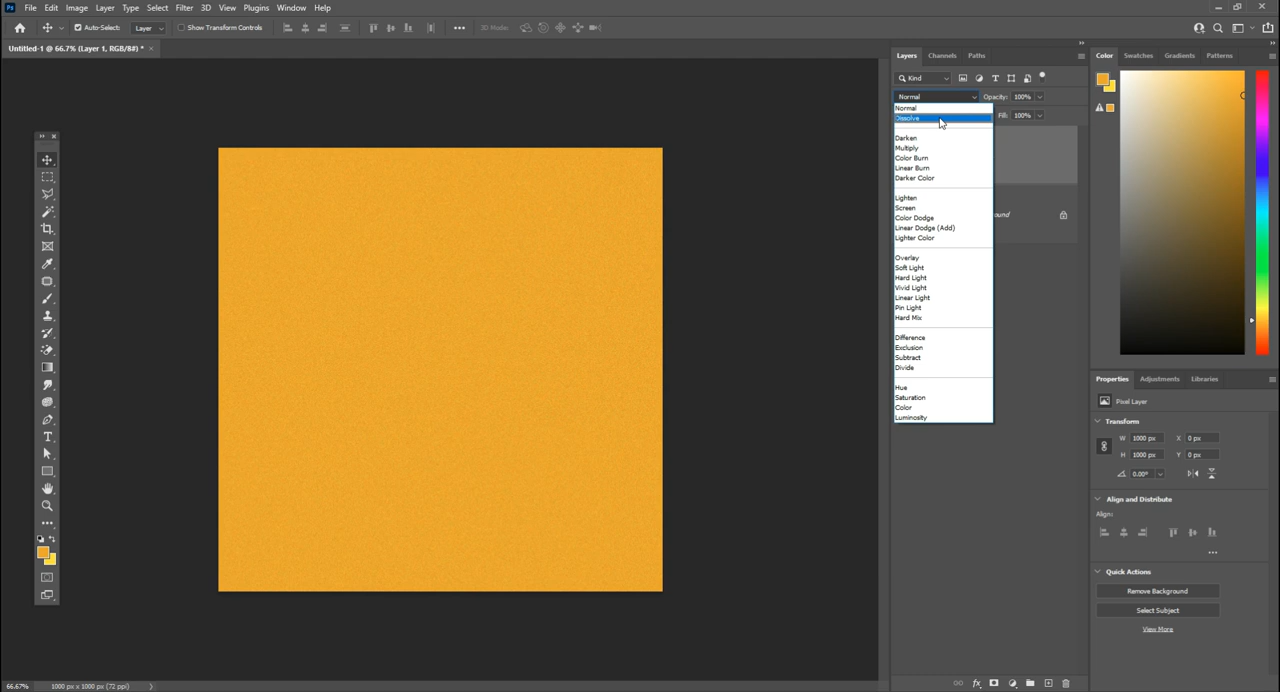 Ps File Edit Image Layer Type Select Filter 3D View Plugins Window Help
Auto-Select: Layer Show Transform Controls 3D Mode:
Untitled-1 @ 66.7% (Layer 1, RGB/8#) *
Layers Channels Paths
Color Swatches Gradients Patterns
Kind
Normal Opacity: 100%
Normal
Dissolve
Fill: 100%
Darken
Multiply
Color Burn
Linear Burn
Darker Color
Lighten
Screen
Color Dodge
Linear Dodge (Add)
Lighter Color
ound
Overlay
Soft Light
Hard Light
Vivid Light
Linear Light
Pin Light
Hard Mix
Difference
Exclusion
Subtract
Divide
Hue
Saturation
Color
Luminosity
Properties Adjustments Libraries
Pixel Layer
Transform
W 1000 px X 0 px
H 1000 px Y 0 px
0.00°
Align and Distribute
Align:
Quick Actions
Remove Background
Select Subject
View More
66.67% 1000 px x 1000 px (72 ppi)
fx